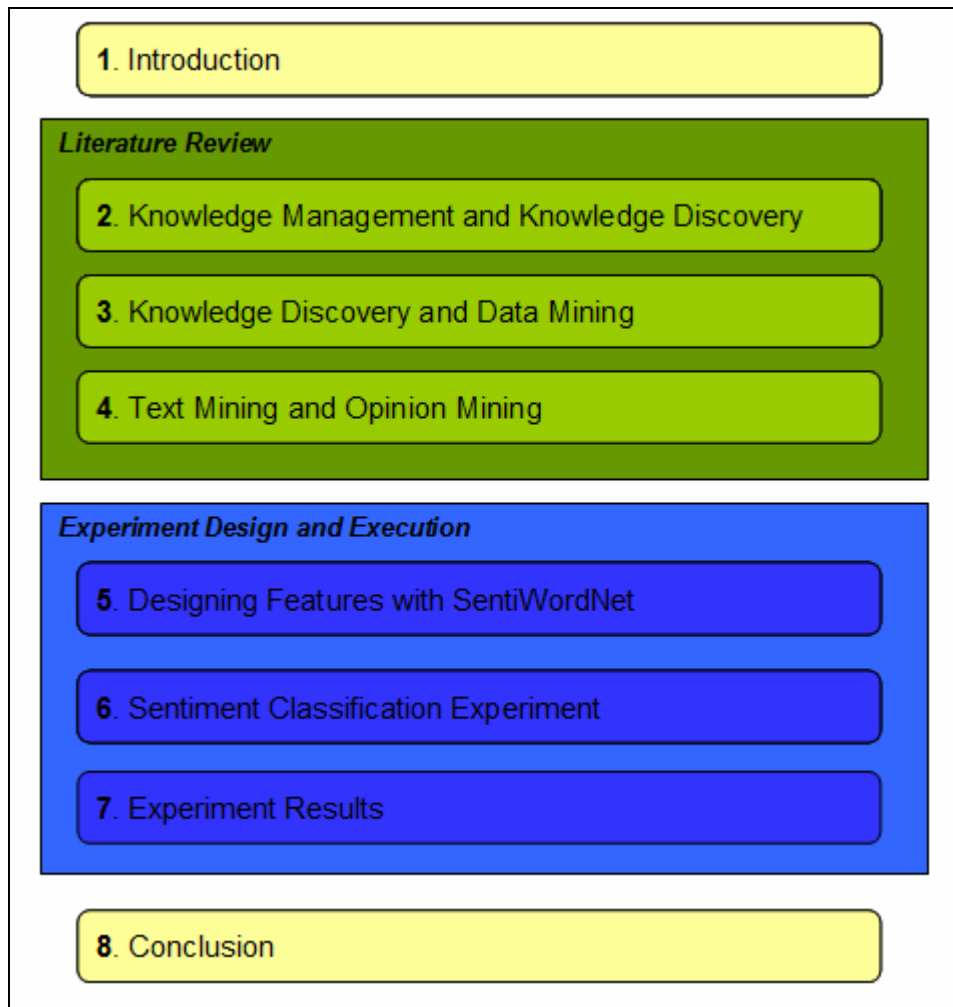 1. Introduction
Literature Review
2. Knowledge Management and Knowledge Discovery
3. Knowledge Discovery and Data Mining
4. Text Mining and Opinion Mining
Experiment Design and Execution
5. Designing Features with SentiWordNet
6. Sentiment Classification Experiment
7. Experiment Results
8. Conclusion